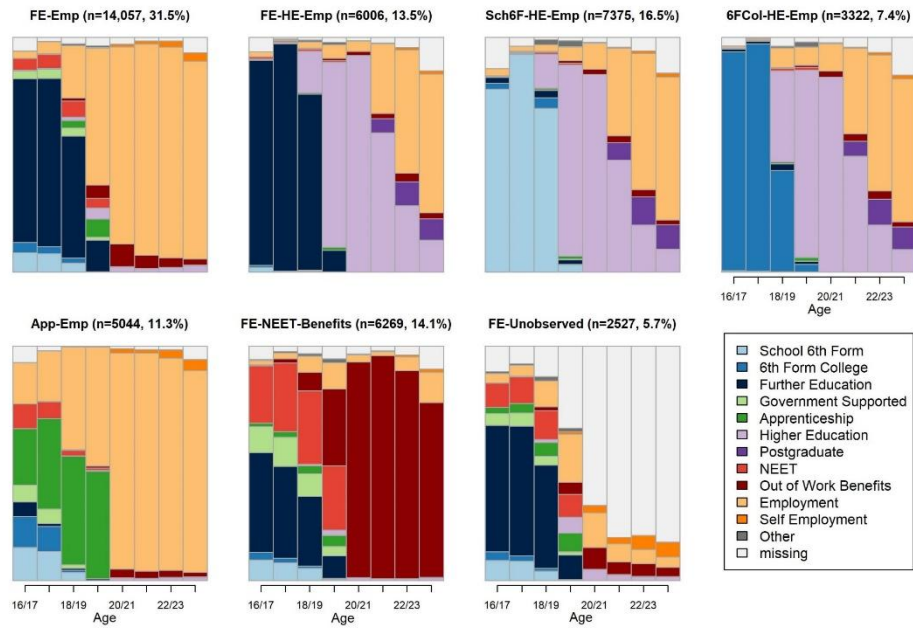 FE-Emp (n=14,057, 31.5%)
FE-HE-Emp (n=6006, 13.5%)
Sch6F-HE-Emp (n=7375, 16.5%)
6FCol-HE-Emp (n=3322, 7.4%)
16/17
18/19
20/21
22/23
Age
App-Emp (n=5044, 11.3%)
FE-NEET-Benefits (n=6269, 14.1%)
FE-Unobserved (n=2527, 5.7%)
School 6th Form
6th Form College
Further Education
Government Supported
Apprenticeship
Higher Education
Postgraduate
NEET
Out of Work Benefits
Employment
Self Employment
Other
missing
16/17
18/19
20/21
22/23
Age
16/17
18/19
20/21
22/23
Age
16/17
18/19
20/21
22/23
Age